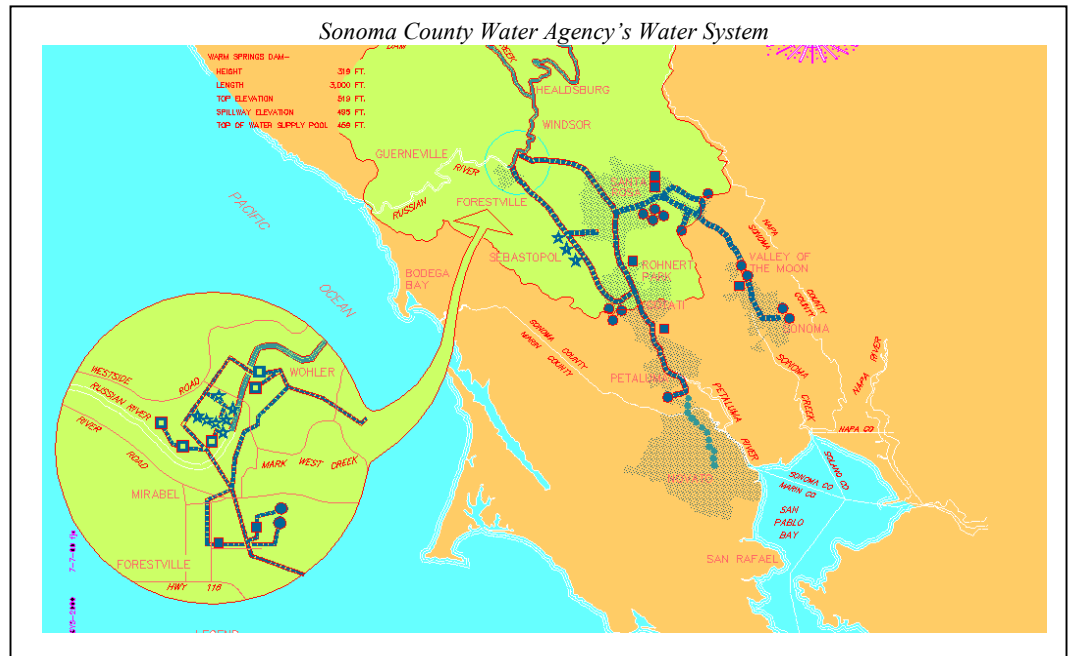 Sonoma County Water Agency's Water System
WARM SPRINGS DAM-
HEIGHT 319 FT.
LENGTH 3,000 FT.
TOP ELEVATION 519 FT.
SPILLWAY ELEVATION 495 FT.
TOP OF WATER SUPPLY POOL
CREEK
HEALDSBURG
WINDSOR
GUERNEVILLE
RIVER
RUSSIAN
FORESTVILLE
SANTA
SEBASTOPOL
ROHNERT
PARK
COTATI
VALLEY OF
THE MOON
NAPA COUNTY
SONOMA COUNTY
SONOMA
PACIFIC
OCEAN
BODEGA
BAY
SONOMA COUNTY
MARIN COUNTY
PETALUMA
PETALUMA
RIVER
SONOMA
CREEK
NAPA RIVER
NAPA CO
SOLANO CO
SONOMA CO
MARIN CO
SAN
PABLO
BAY
NOVATO
SAN RAFAEL
WESTSIDE
ROAD
WOHLER
RUSSIAN RIVER
RIVER
ROAD
MARK WEST CREEK
MIRABEL
FORESTVILLE
HWY 116
LEGEND